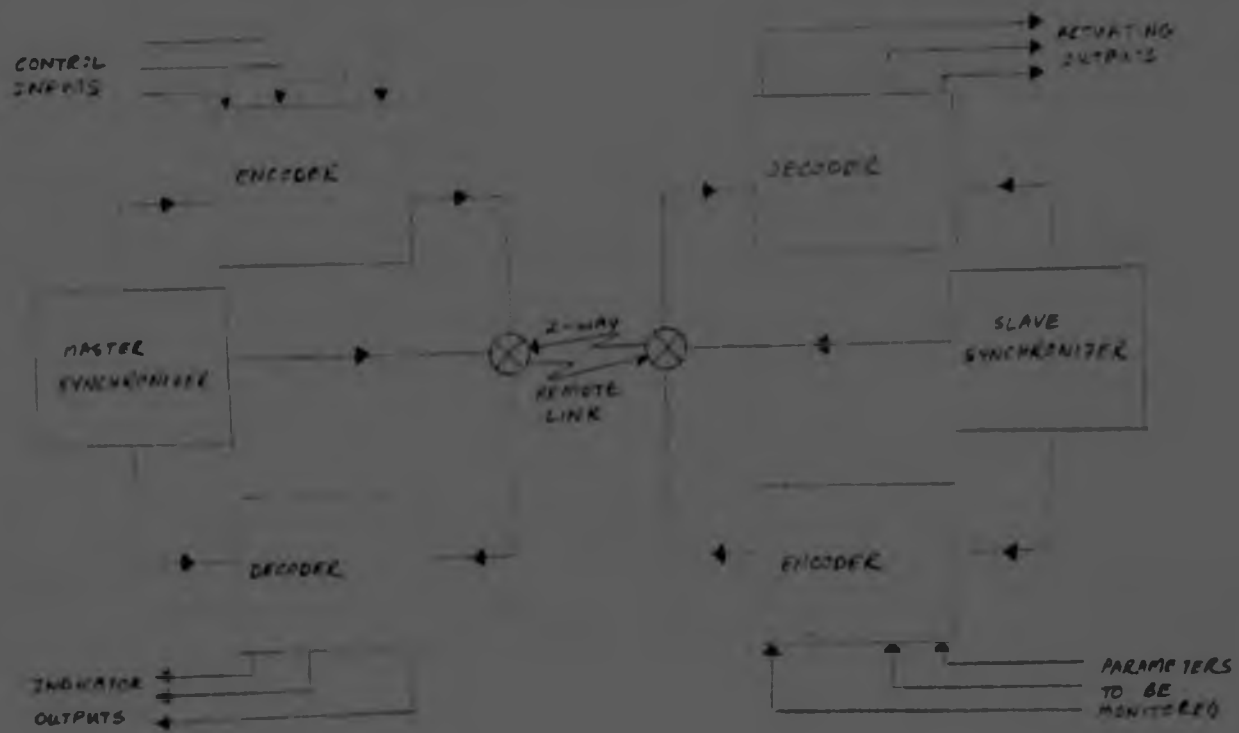 CONTROL
INPUTS
ENCODER
DECODER
ACTUATING
OUTPUTS
MASTER
SYNCHRONIZER
2-WAY
REMOTE
LINK
SLAVE
SYNCHRONIZER
DECODER
ENCODER
INDICATOR
OUTPUTS
PARAMETERS
TO BE
MONITORED